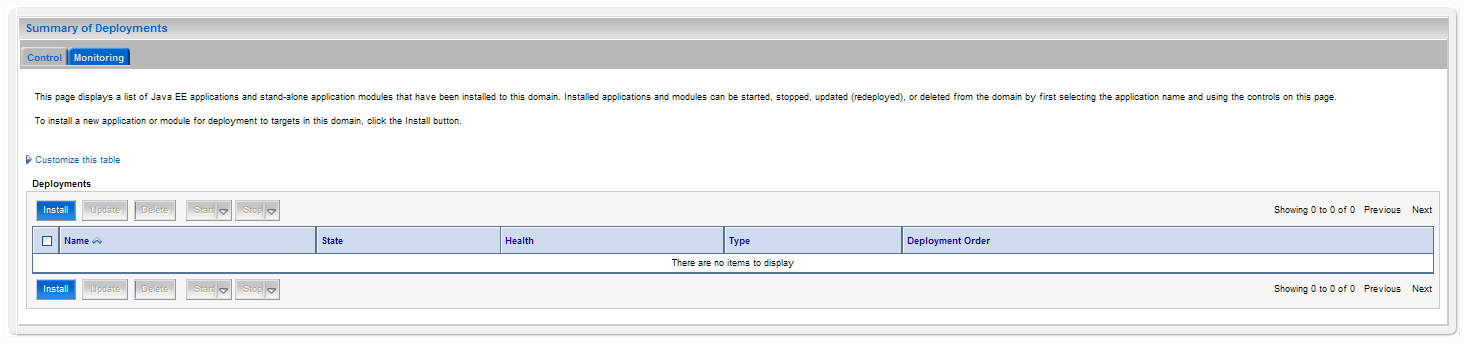 Summary of Deployments
Control Monitoring
This page displays a list of Java EE applications and stand-alone application modules that have been installed to this domain. Installed applications and modules can be started, stopped, updated (redeployed), or deleted from the domain by first selecting the application name and using the controls on this page.
To install a new application or module for deployment to targets in this domain, click the Install button.
Customize this table
Deployments
Install Update Delete Start Stop Showing 0 to 0 of 0 Previous Next
Name State Health Type Deployment Order
There are no items to display
Install Update Delete Start Stop Showing 0 to 0 of 0 Previous Next